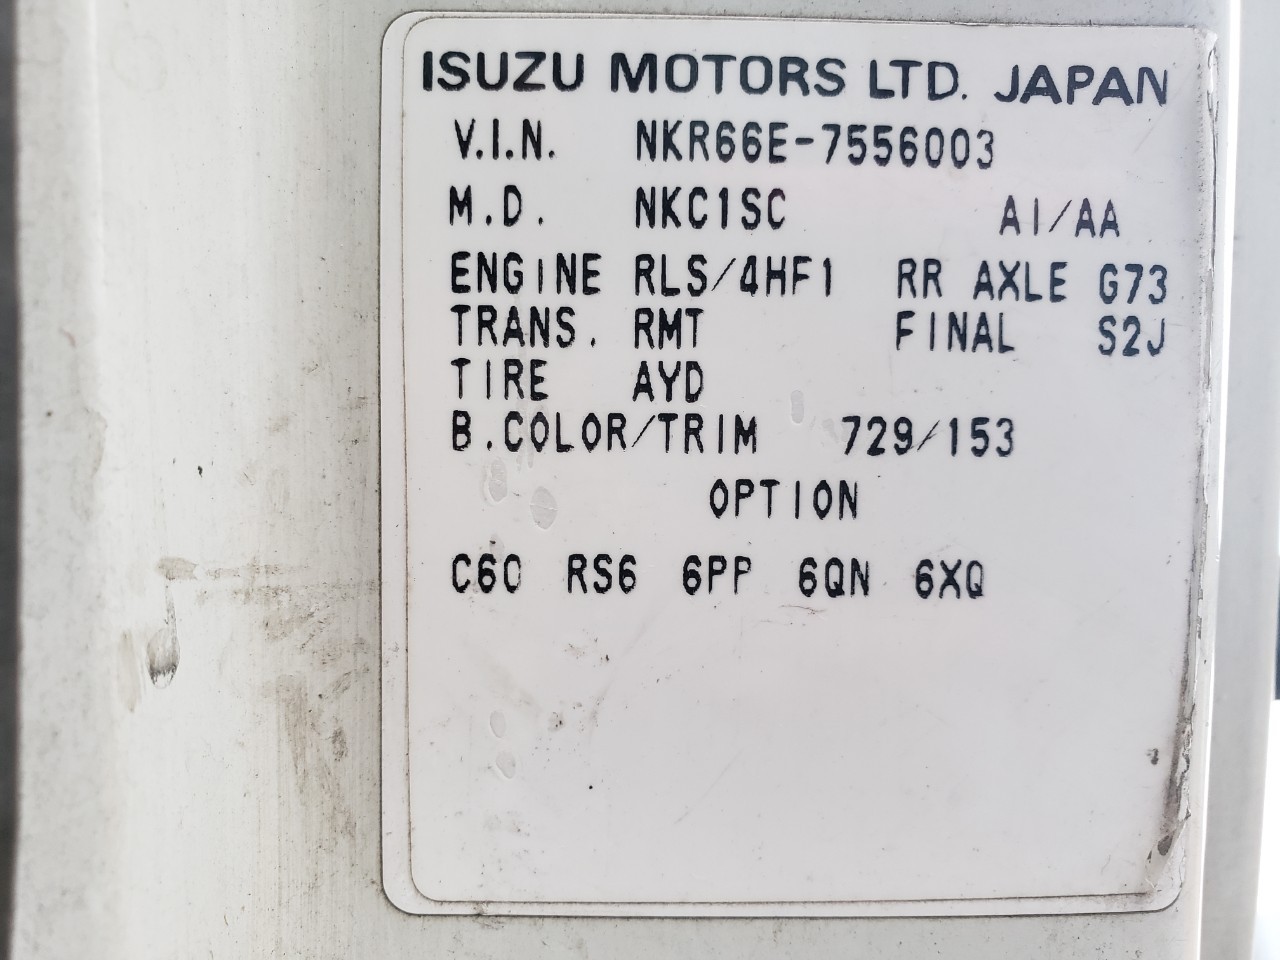 ISUZU MOTORS LTD. JAPAN
V.I.N. NKR66E-7556003
M.D. NKC1SC A1/AA
ENGINE RLS/4HF1 RR AXLE G73
TRANS. RMT FINAL S2J
TIRE AYD
B.COLOR/TRIM 729/153
OPTION
C60 RS6 6PP 6QN 6XQ